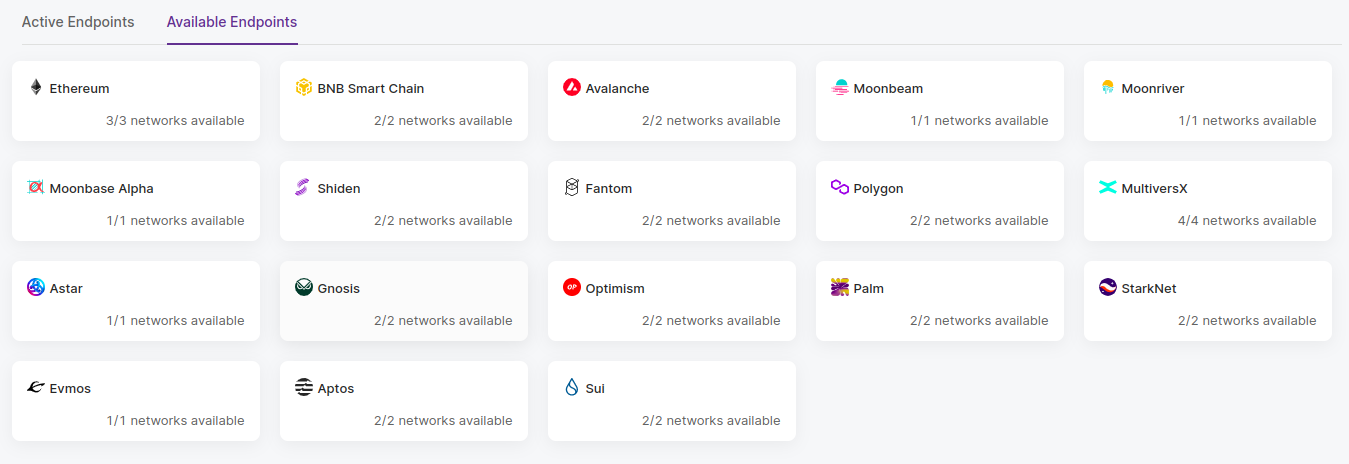 Active Endpoints
Available Endpoints
Ethereum
3/3 networks available
BNB Smart Chain
2/2 networks available
Avalanche
2/2 networks available
Moonbeam
1/1 networks available
Moonriver
1/1 networks available
Moonbase Alpha
1/1 networks available
Shiden
2/2 networks available
Fantom
2/2 networks available
Polygon
2/2 networks available
MultiversX
4/4 networks available
Astar
1/1 networks available
Gnosis
2/2 networks available
OP
Optimism
2/2 networks available
Palm
2/2 networks available
StarkNet
2/2 networks available
Evmos
1/1 networks available
Aptos
2/2 networks available
Sui
2/2 networks available